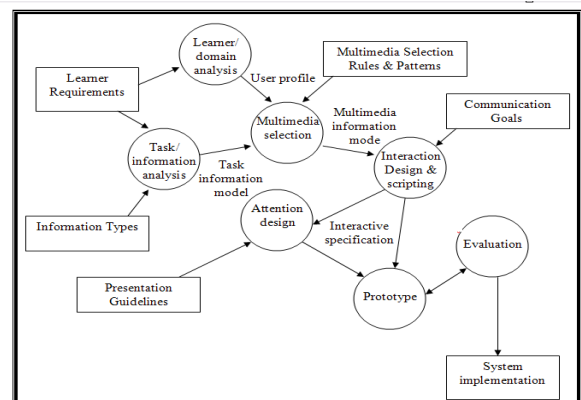 Learner/
domain
analysis
Multimedia Selection
Rules & Patterns
Learner
Requirements
User profile
Communication
Goals
Multimedia
selection
Multimedia
information
mode
Task/
information
analysis
Interaction
Design &
scripting
Task
information
model
Attention
design
Information Types
Interactive
specification
Evaluation
Presentation
Guidelines
Prototype
System
implementation